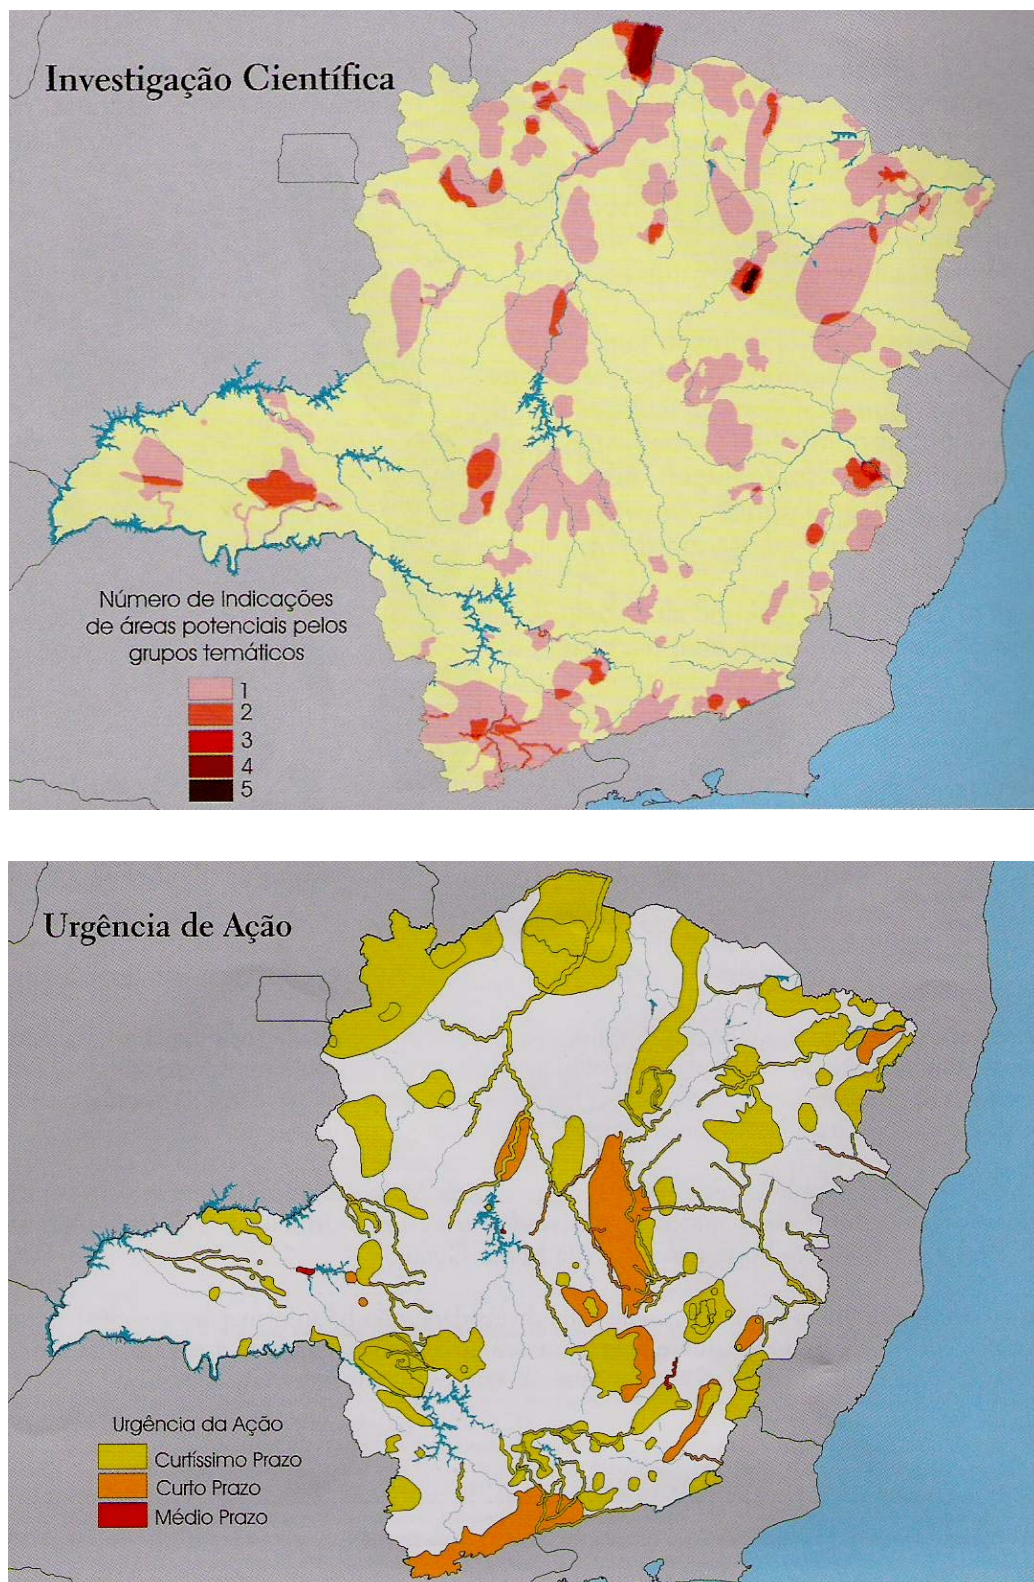 Investigação Científica
Número de Indicações
de áreas potenciais pelos
grupos temáticos
1
2
3
4
5
Urgência de Ação
Urgência da Ação
Curtíssimo Prazo
Curto Prazo
Médio Prazo